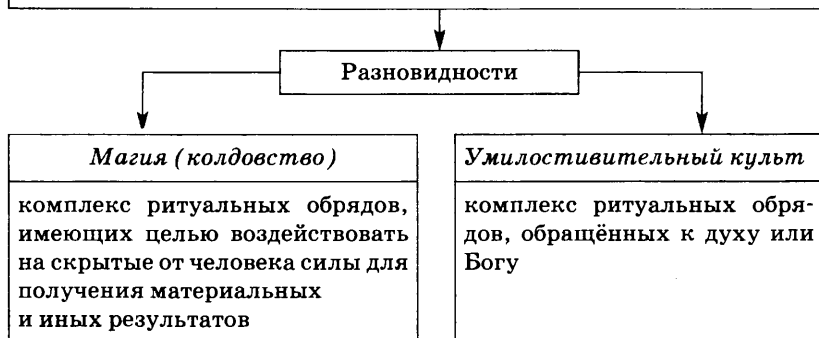 Разновидности
Магия (колдовство)
комплекс ритуальных обрядов,
имеющих целью воздействовать
на скрытые от человека силы для
получения материальных
и иных результатов
Умилостивительный культ
комплекс ритуальных обря-
дов, обращённых к духу или
Богу